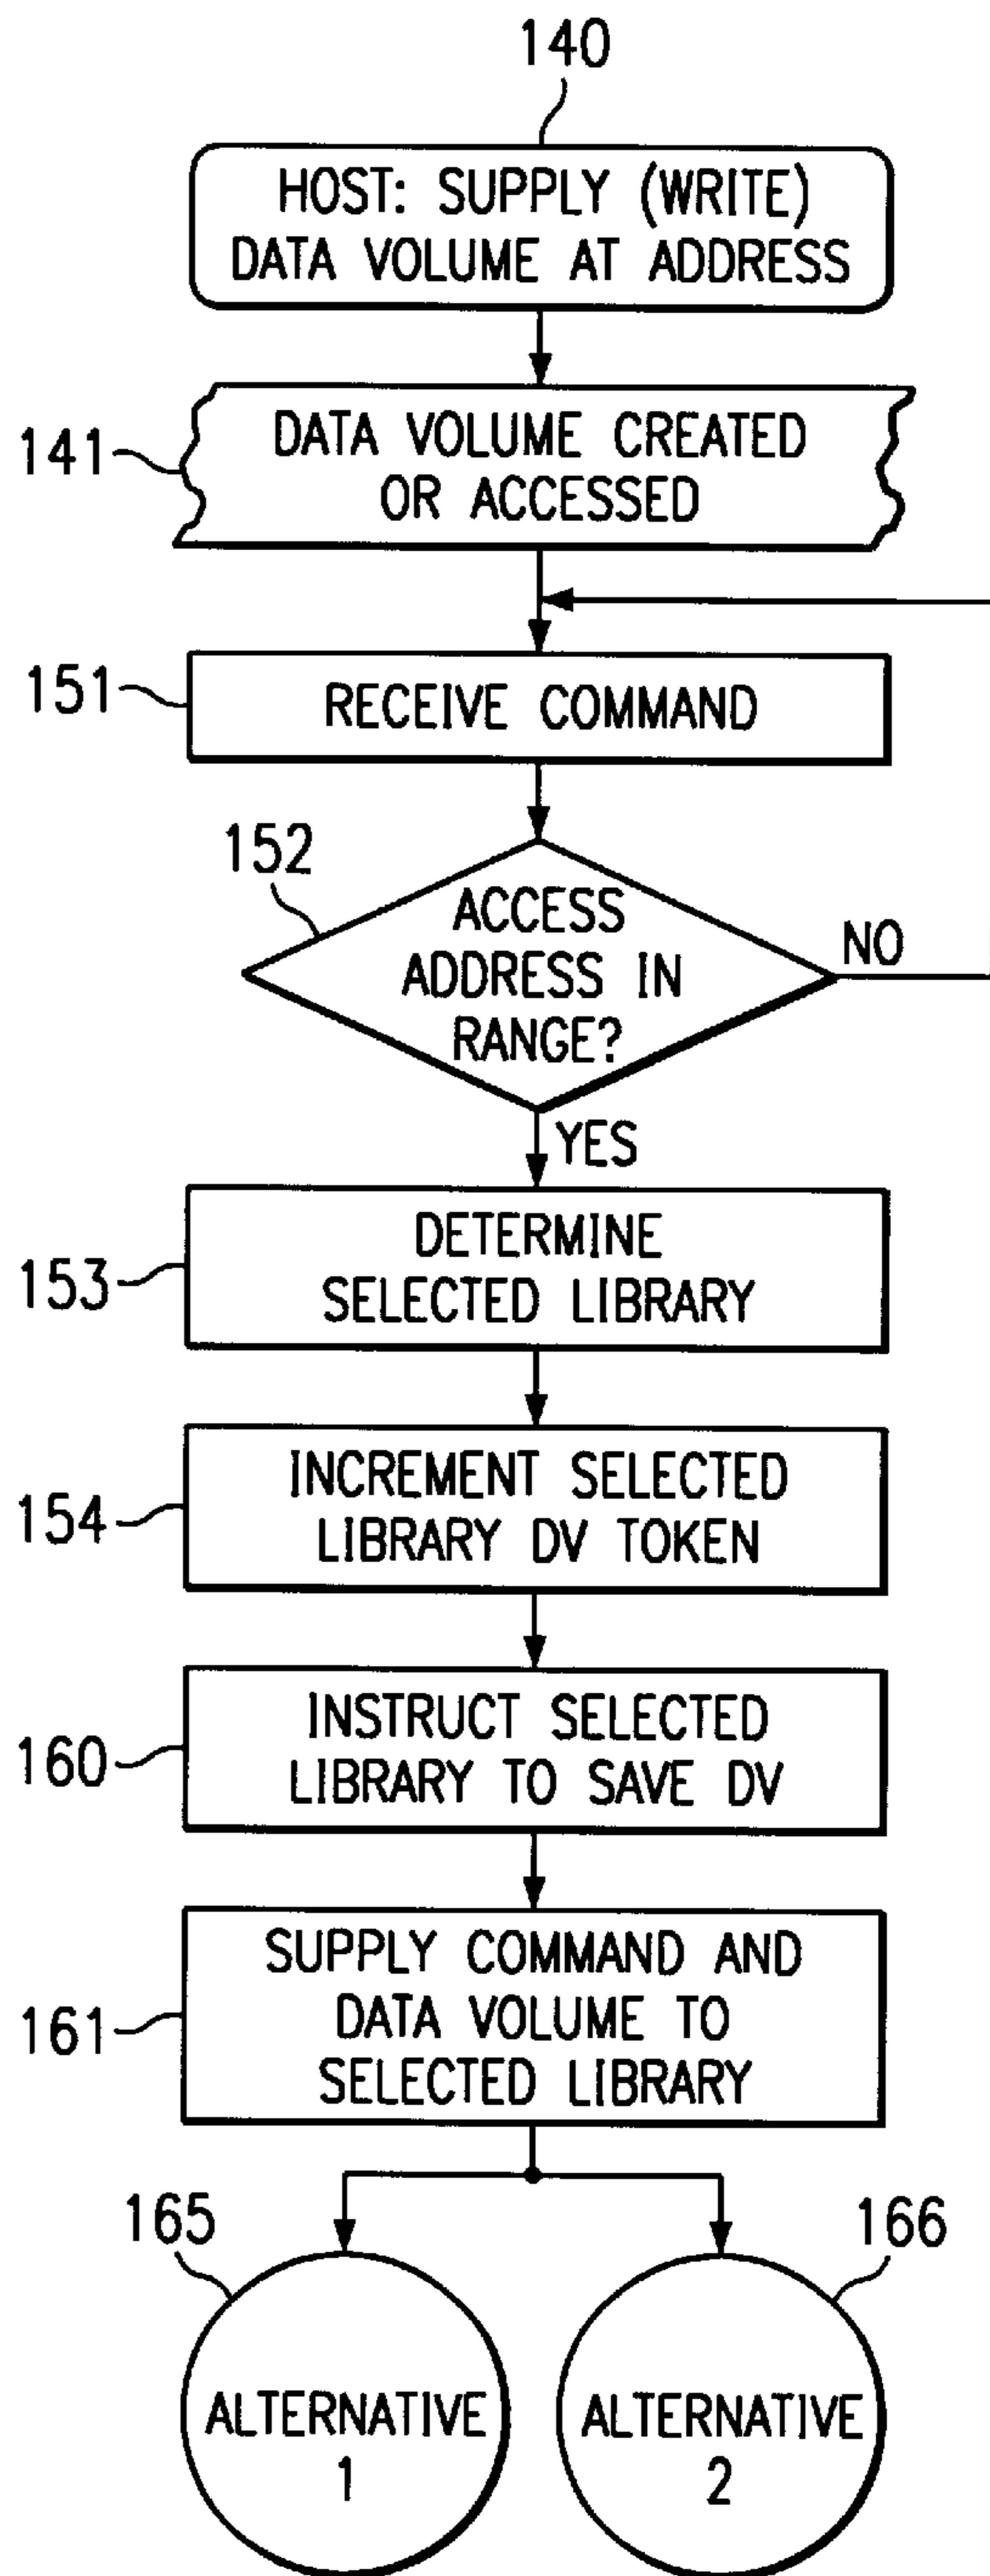 140
HOST: SUPPLY (WRITE)
DATA VOLUME AT ADDRESS
141
DATA VOLUME CREATED
OR ACCESSED
151
RECEIVE COMMAND
152
ACCESS
ADDRESS IN
RANGE?
NO
YES
153
DETERMINE
SELECTED LIBRARY
154
INCREMENT SELECTED
LIBRARY DV TOKEN
160
INSTRUCT SELECTED
LIBRARY TO SAVE DV
161
SUPPLY COMMAND AND
DATA VOLUME TO
SELECTED LIBRARY
165
166
ALTERNATIVE
1
ALTERNATIVE
2